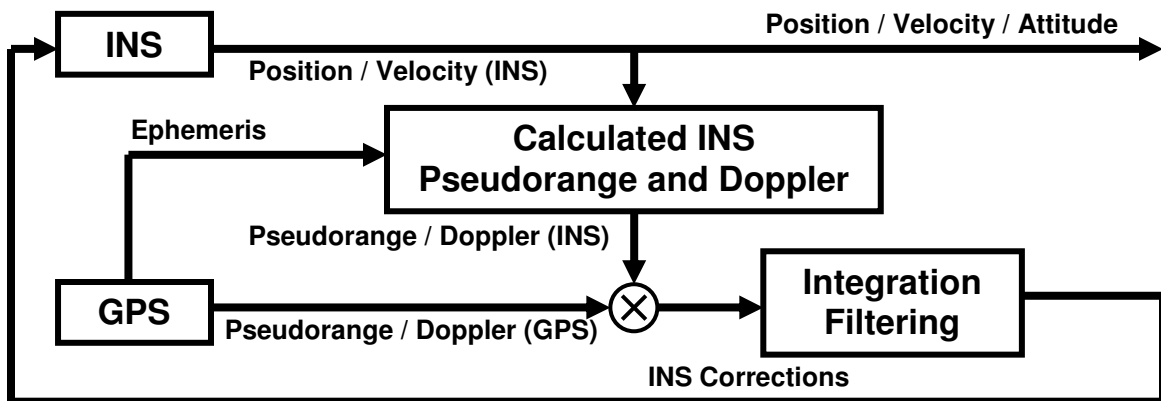 INS
Position / Velocity / Attitude
Position / Velocity (INS)
Ephemeris
Calculated INS
Pseudorange and Doppler
Pseudorange / Doppler (INS)
GPS
Pseudorange / Doppler (GPS)
Integration
Filtering
INS Corrections